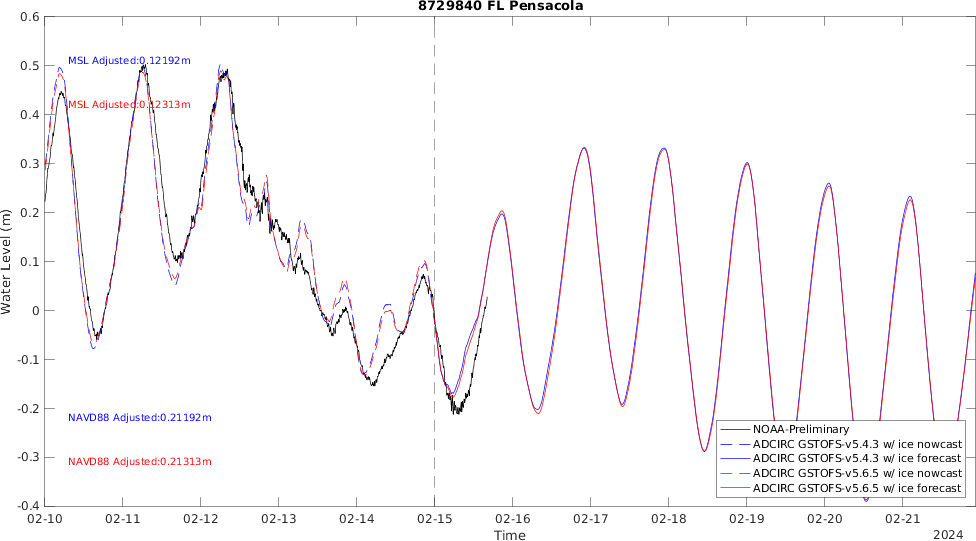 8729840 FL Pensacola
0.6
0.5
0.4
0.3
0.2
0.1
0
-0.1
-0.2
-0.3
-0.4
Water Level (m)
MSL Adjusted:0.12192m
MSL Adjusted:0.12313m
NAVD88 Adjusted:0.21192m
NAVD88 Adjusted:0.21313m
NOAA-Preliminary
ADCIRC GSTOFS-v5.4.3 w/ ice nowcast
ADCIRC GSTOFS-v5.4.3 w/ ice forecast
ADCIRC GSTOFS-v5.6.5 w/ ice nowcast
ADCIRC GSTOFS-v5.6.5 w/ ice forecast
02-10 02-11 02-12 02-13 02-14 02-15 02-16 02-17 02-18 02-19 02-20 02-21
Time
2024